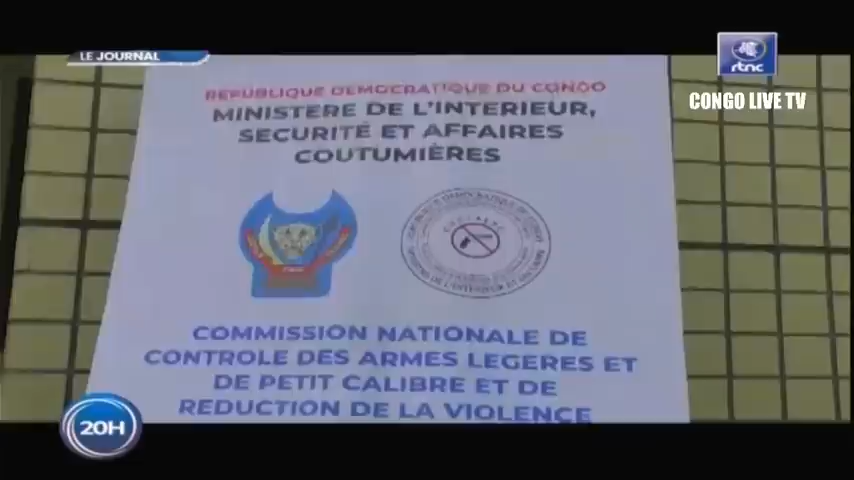 LE JOURNAL
rtnc
CONGO LIVE TV
REPUBLIQUE DEMOCRATIQUE DU CONGO
MINISTERE DE L'INTERIEUR,
SECURITÉ ET AFFAIRES
COUTUMIÈRES
COMMISSION NATIONALE DE
CONTROLE DES ARMES LEGERES ET
DE PETIT CALIBRE ET DE
REDUCTION DE LA VIOLENCE
20H